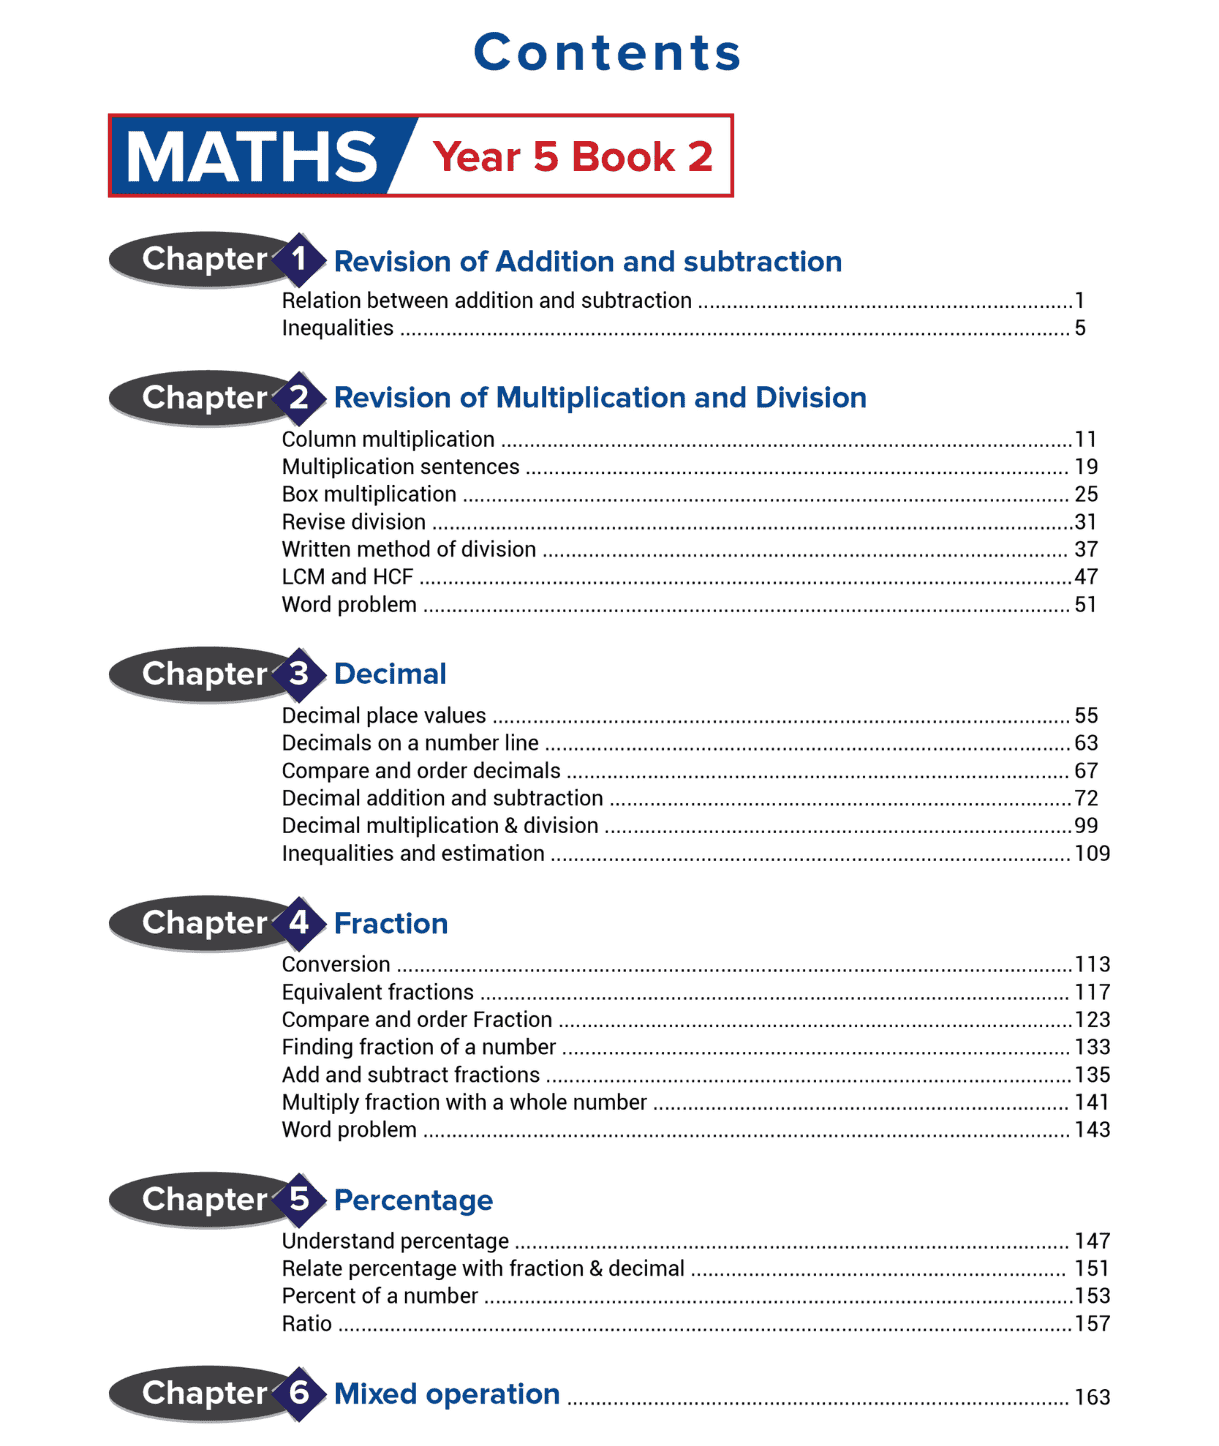 Contents
MATHS Year 5 Book 2
Chapter 1 Revision of Addition and subtraction
Relation between addition and subtraction ........ 1
Inequalities ........ 5
Chapter 2 Revision of Multiplication and Division
Column multiplication ........ 11
Multiplication sentences ........ 19
Box multiplication ........ 25
Revise division ........ 31
Written method of division ........ 37
LCM and HCF ........ 47
Word problem ........ 51
Chapter 3 Decimal
Decimal place values ........ 55
Decimals on a number line ........ 63
Compare and order decimals ........ 67
Decimal addition and subtraction ........ 72
Decimal multiplication & division ........ 99
Inequalities and estimation ........ 109
Chapter 4 Fraction
Conversion ........ 113
Equivalent fractions ........ 117
Compare and order Fraction ........ 123
Finding fraction of a number ........ 133
Add and subtract fractions ........ 135
Multiply fraction with a whole number ........ 141
Word problem ........ 143
Chapter 5 Percentage
Understand percentage ........ 147
Relate percentage with fraction & decimal ........ 151
Percent of a number ........ 153
Ratio ........ 157
Chapter 6 Mixed operation ........ 163